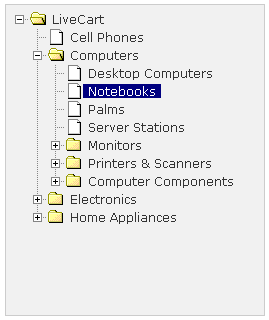 LiveCart
Cell Phones
Computers
Desktop Computers
Notebooks
Palms
Server Stations
Monitors
Printers & Scanners
Computer Components
Electronics
Home Appliances